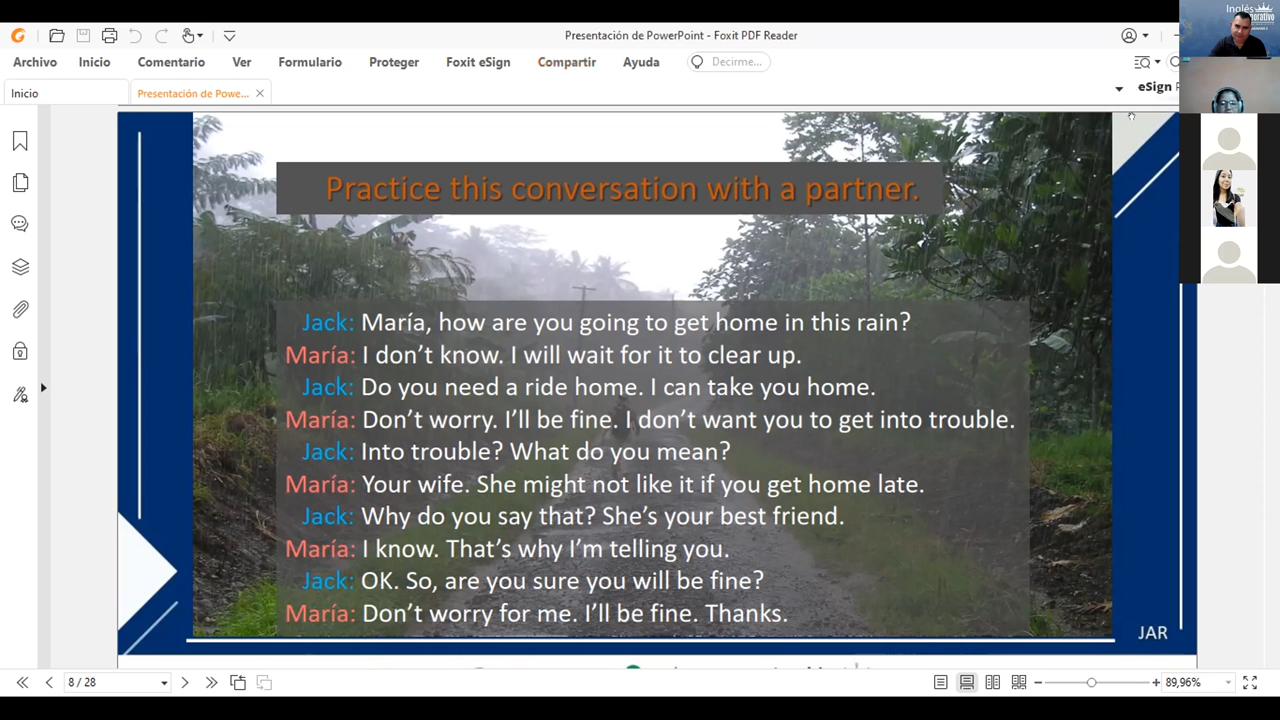 Presentación de PowerPoint - Foxit PDF Reader
Inglés
Archivo Inicio Comentario Ver Formulario Proteger Foxit eSign Compartir Ayuda Decirme...
Inicio Presentación de Powe... eSign
Practice this conversation with a partner.
Jack: María, how are you going to get home in this rain?
María: I don't know. I will wait for it to clear up.
Jack: Do you need a ride home. I can take you home.
María: Don't worry. I'll be fine. I don't want you to get into trouble.
Jack: Into trouble? What do you mean?
María: Your wife. She might not like it if you get home late.
Jack: Why do you say that? She's your best friend.
María: I know. That's why I'm telling you.
Jack: OK. So, are you sure you will be fine?
María: Don't worry for me. I'll be fine. Thanks.
JAR
8 / 28 89,96%